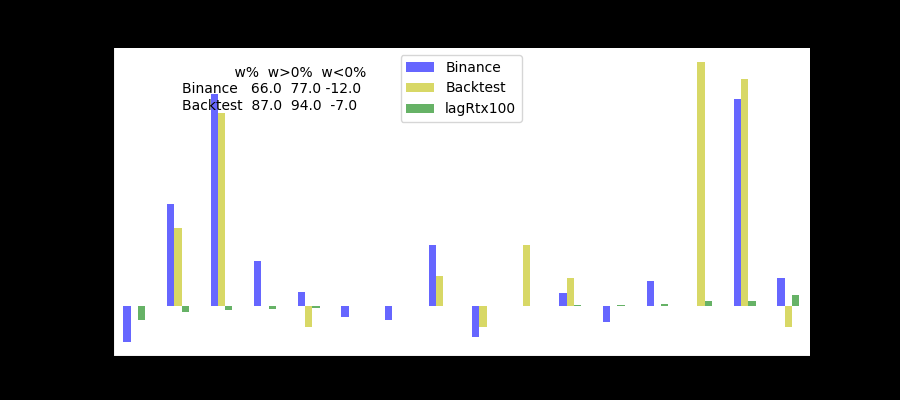 w% w>0% w<0%
Binance 66.0 77.0 -12.0
Backtest 87.0 94.0 -7.0
Binance
Backtest
lagRtx100